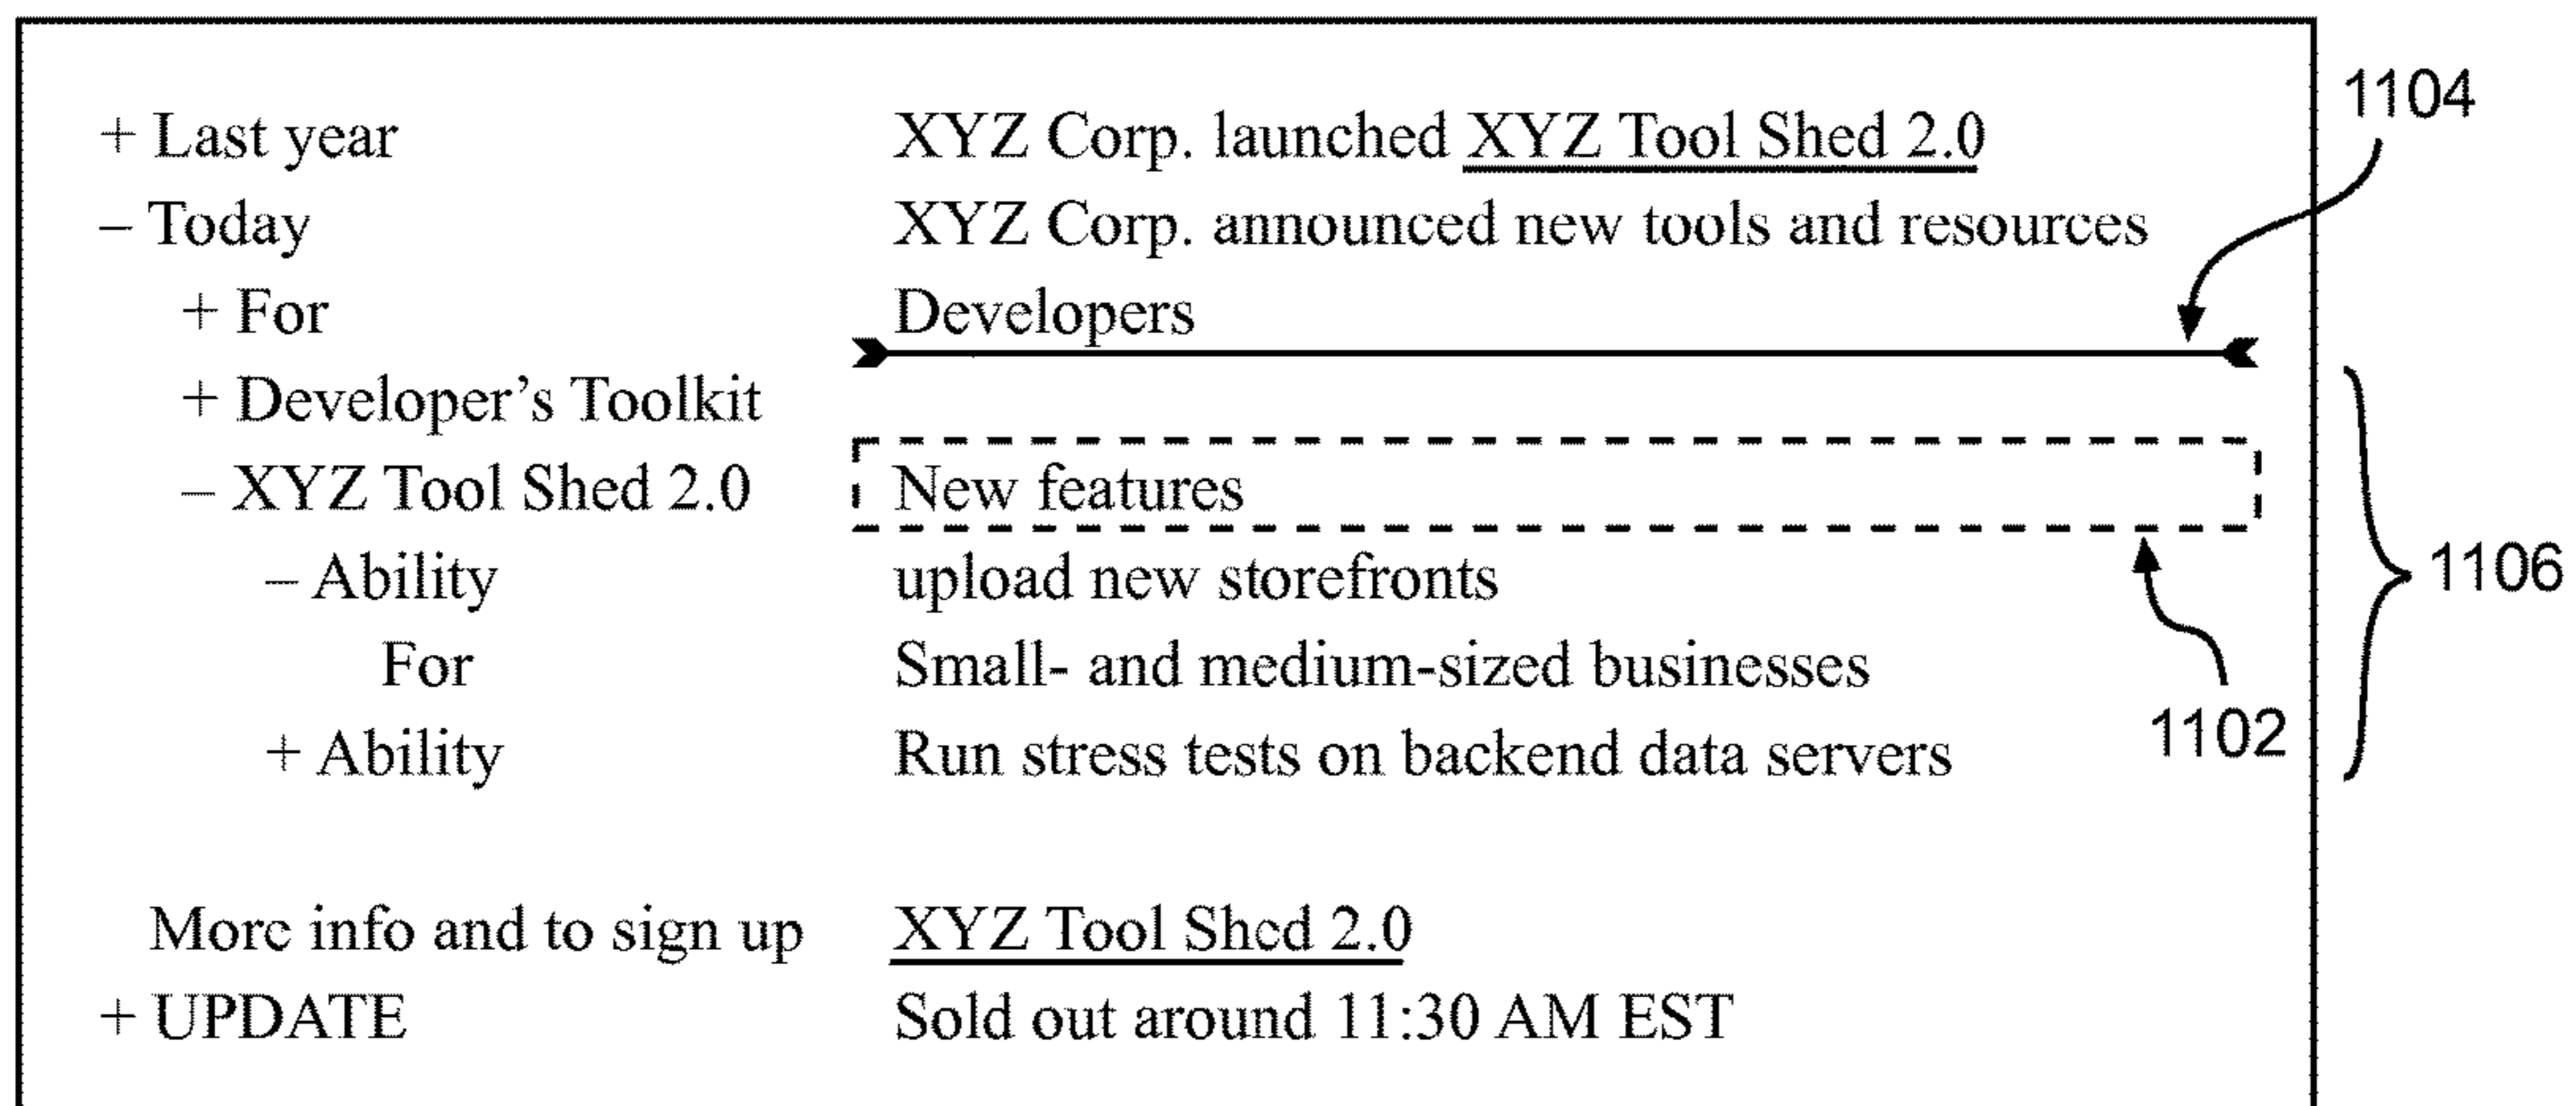 1104
+ Last year XYZ Corp. launched XYZ Tool Shed 2.0
– Today XYZ Corp. announced new tools and resources
+ For Developers
+ Developer’s Toolkit
– XYZ Tool Shed 2.0 New features
– Ability upload new storefronts
1106
For Small- and medium-sized businesses
1102
+ Ability Run stress tests on backend data servers
More info and to sign up XYZ Tool Shed 2.0
+ UPDATE Sold out around 11:30 AM EST